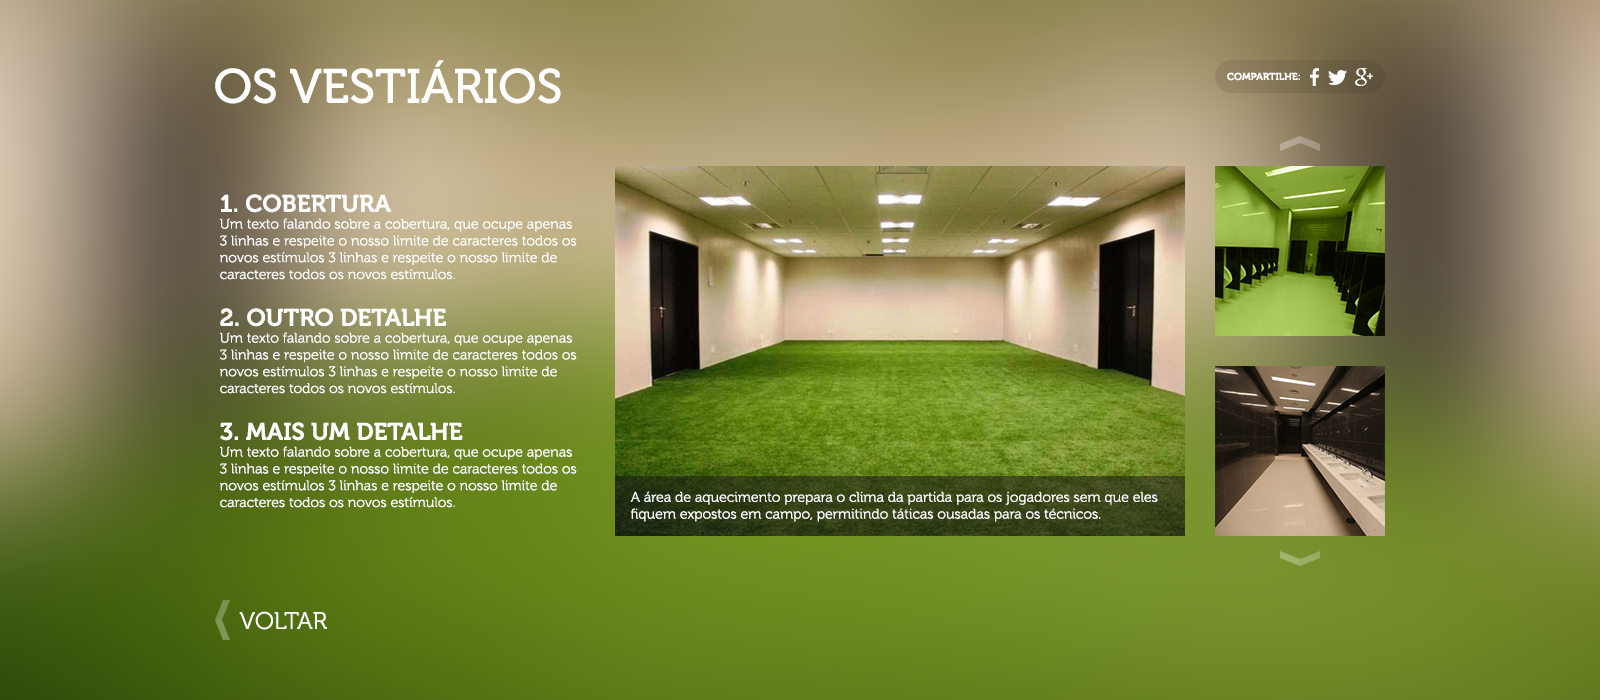 OS VESTIÁRIOS
COMPARTILHE:
1. COBERTURA
Um texto falando sobre a cobertura, que ocupe apenas
3 linhas e respeite o nosso limite de caracteres todos os
novos estímulos 3 linhas e respeite o nosso limite de
caracteres todos os novos estímulos.
2. OUTRO DETALHE
Um texto falando sobre a cobertura, que ocupe apenas
3 linhas e respeite o nosso limite de caracteres todos os
novos estímulos 3 linhas e respeite o nosso limite de
caracteres todos os novos estímulos.
3. MAIS UM DETALHE
Um texto falando sobre a cobertura, que ocupe apenas
3 linhas e respeite o nosso limite de caracteres todos os
novos estímulos 3 linhas e respeite o nosso limite de
caracteres todos os novos estímulos.
A área de aquecimento prepara o clima da partida para os jogadores sem que eles
fiquem expostos em campo, permitindo táticas ousadas para os técnicos.
VOLTAR